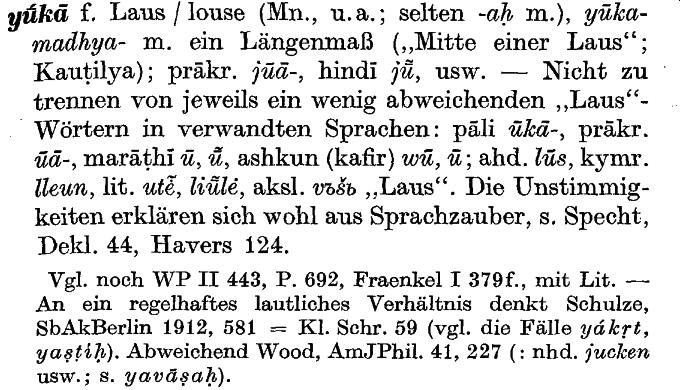 yū́kā f. Laus / louse (Mn., u. a.; selten -aḥ m.), yūka-
madhya- m. ein Längenmaß („Mitte einer Laus“;
Kauṭilya); prākr. jūā-, hindī jū̃, usw. — Nicht zu
trennen von jeweils ein wenig abweichenden „Laus“-
Wörtern in verwandten Sprachen: pāli ūkā-, prākr.
ūā-, marāṭhī ū, ū̃, ashkun (kafir) wū, ū; ahd. lūs, kymr.
lleun, lit. utė̃, liū̃lė, aksl. vъšь „Laus“. Die Unstimmig-
keiten erklären sich wohl aus Sprachzauber, s. Specht,
Dekl. 44, Havers 124.
Vgl. noch WP II 443, P. 692, Fraenkel I 379f., mit Lit. —
An ein regelhaftes lautliches Verhältnis denkt Schulze,
SbAkBerlin 1912, 581 = Kl. Schr. 59 (vgl. die Fälle yákṛt,
yaṣṭiḥ). Abweichend Wood, AmJPhil. 41, 227 (: nhd. jucken
usw.; s. yavāṣaḥ).